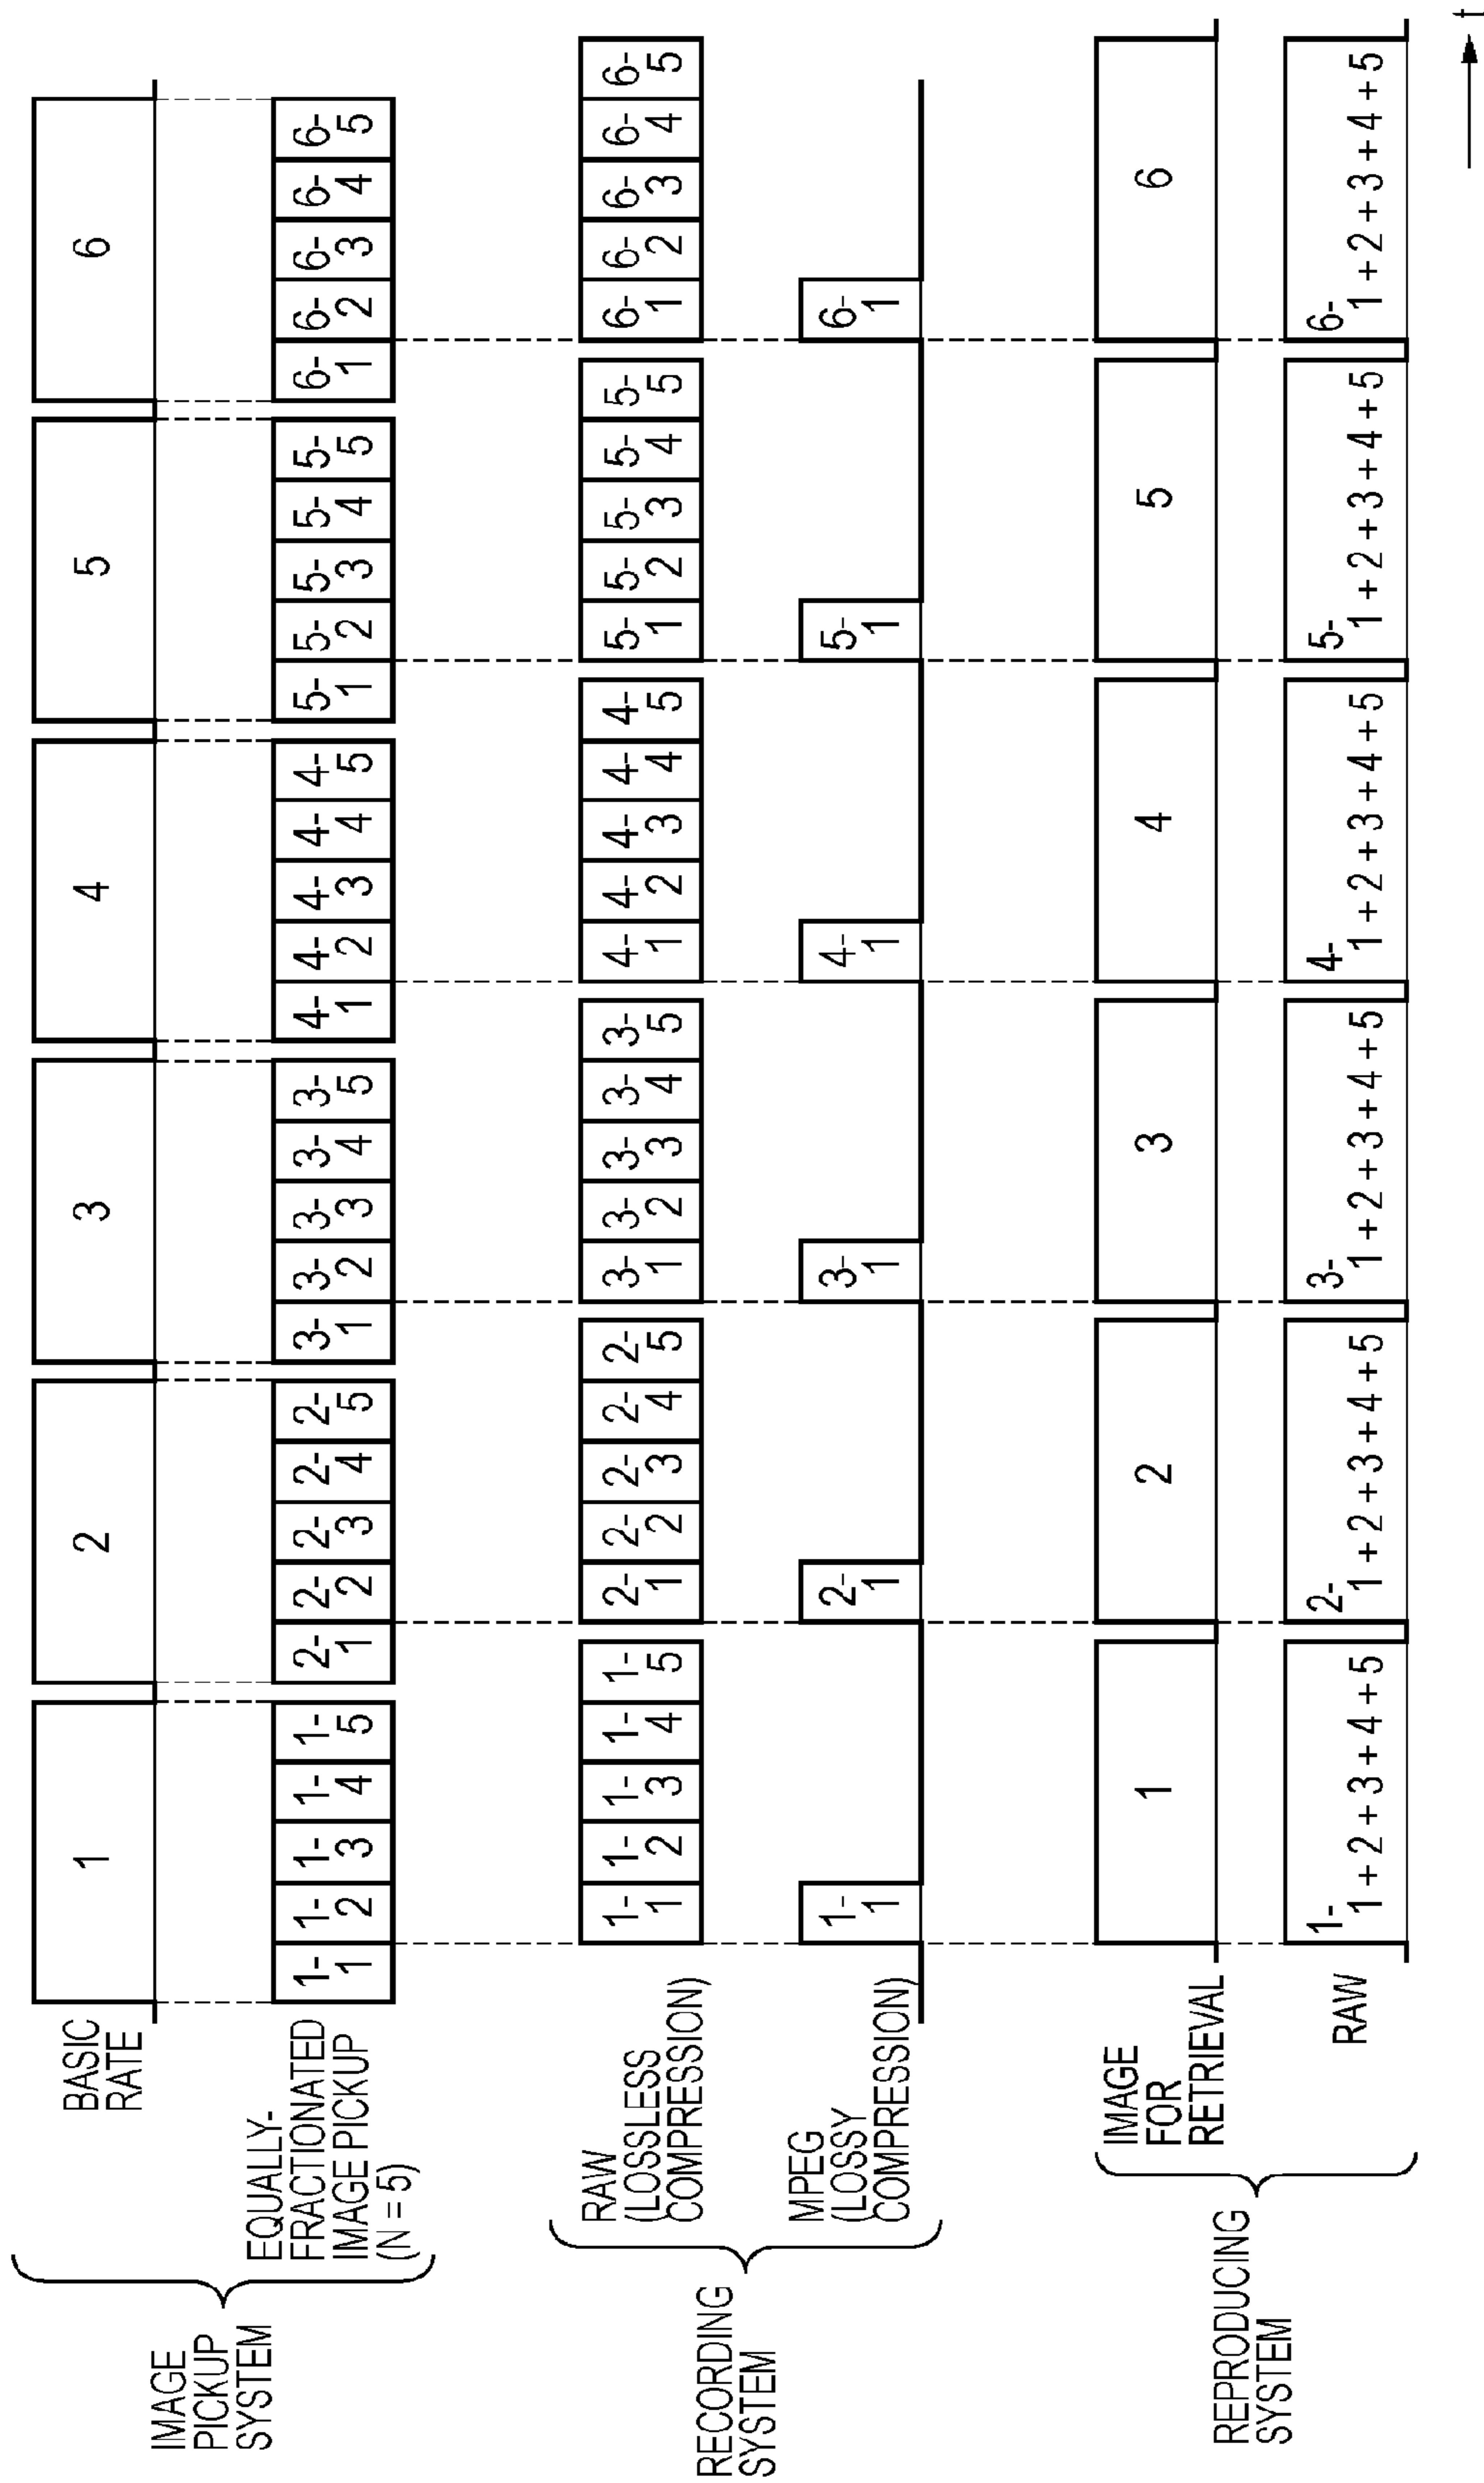 IMAGE
PICKUP
SYSTEM
BASIC
RATE
1 2 3 4 5 6
EQUALLY-
FRACTIONATED
IMAGE PICKUP
(N = 5)
1- 1- 1- 1- 1- 2- 2- 2- 2- 2- 3- 3- 3- 3- 3- 4- 4- 4- 4- 4- 5- 5- 5- 5- 5- 6- 6- 6- 6- 6-
1 2 3 4 5 1 2 3 4 5 1 2 3 4 5 1 2 3 4 5 1 2 3 4 5 1 2 3 4 5
RECORDING
SYSTEM
RAW
(LOSSLESS
COMPRESSION)
1- 1- 1- 1- 1- 2- 2- 2- 2- 2- 3- 3- 3- 3- 3- 4- 4- 4- 4- 4- 5- 5- 5- 5- 5- 6- 6- 6- 6- 6-
1 2 3 4 5 1 2 3 4 5 1 2 3 4 5 1 2 3 4 5 1 2 3 4 5 1 2 3 4 5
MPEG
(LOSSY
COMPRESSION)
1- 2- 3- 4- 5- 6-
1 1 1 1 1 1
REPRODUCING
SYSTEM
IMAGE
FOR
RETRIEVAL
1 2 3 4 5 6
RAW
1- 2- 3- 4- 5- 6-
1 + 2 + 3 + 4 + 5 1 + 2 + 3 + 4 + 5 1 + 2 + 3 + 4 + 5 1 + 2 + 3 + 4 + 5 1 + 2 + 3 + 4 + 5 1 + 2 + 3 + 4 + 5
t